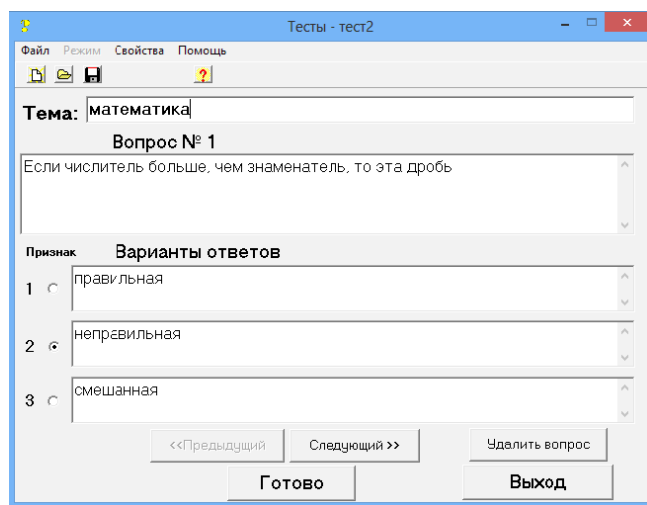 Тесты - тест2
Файл Режим Свойства Помощь
Тема: математика
Вопрос № 1
Если числитель больше, чем знаменатель, то эта дробь
Признак Варианты ответов
1 правильная
2 неправильная
3 смешанная
<<Предыдущий Следующий >> Удалить вопрос
Готово Выход